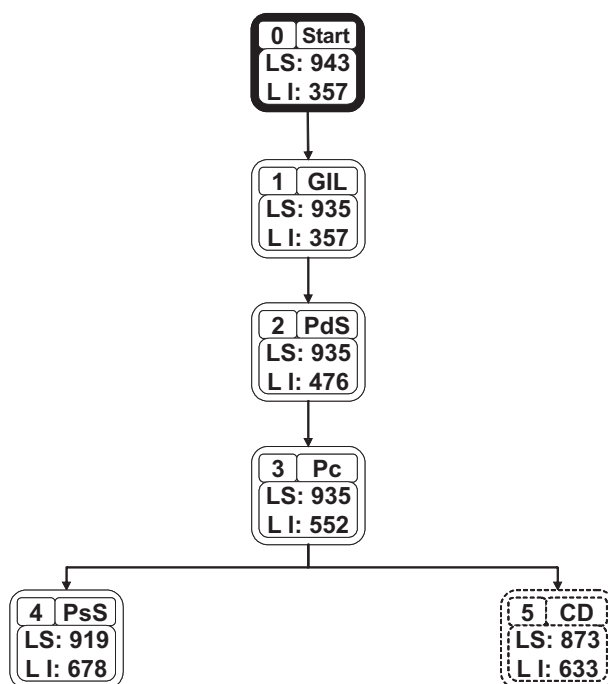 0 Start
LS: 943
L I: 357
1 GIL
LS: 935
L I: 357
2 PdS
LS: 935
L I: 476
3 Pc
LS: 935
L I: 552
4 PsS
LS: 919
L I: 678
5 CD
LS: 873
L I: 633